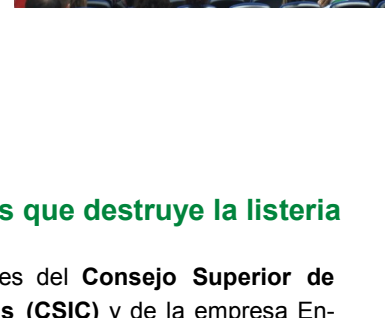 s que destruye la listeria
es del Consejo Superior de
s (CSIC) y de la empresa En-